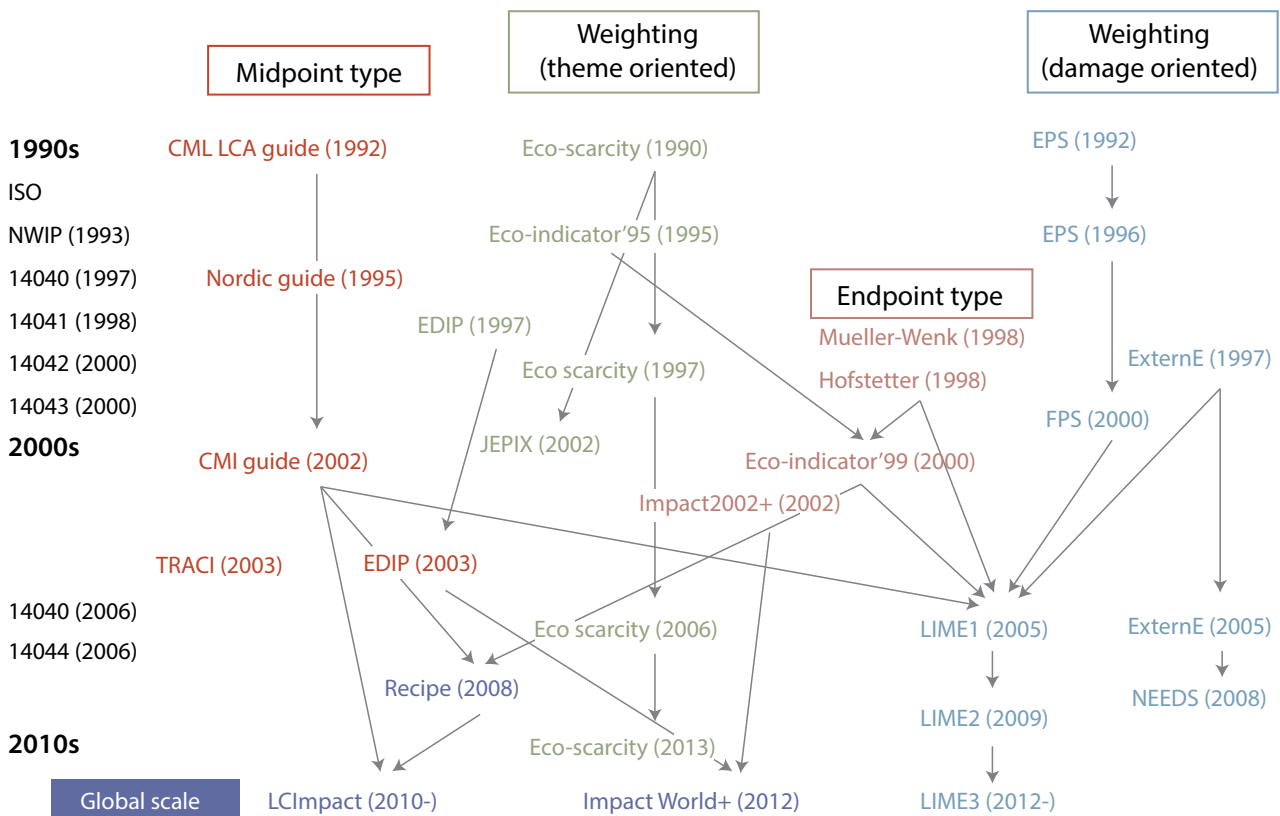 Midpoint type
Weighting
(theme oriented)
Weighting
(damage oriented)
1990s
CML LCA guide (1992)
Eco-scarcity (1990)
EPS (1992)
ISO
NWIP (1993)
Eco-indicator'95 (1995)
EPS (1996)
14040 (1997)
Nordic guide (1995)
Endpoint type
14041 (1998)
EDIP (1997)
Mueller-Wenk (1998)
14042 (2000)
Eco scarcity (1997)
Hofstetter (1998)
ExternE (1997)
14043 (2000)
FPS (2000)
2000s
JEPIX (2002)
CMI guide (2002)
Eco-indicator'99 (2000)
Impact2002+ (2002)
TRACI (2003)
EDIP (2003)
14040 (2006)
Eco scarcity (2006)
LIME1 (2005)
ExternE (2005)
14044 (2006)
Recipe (2008)
NEEDS (2008)
LIME2 (2009)
2010s
Eco-scarcity (2013)
Global scale
LCImpact (2010-)
Impact World+ (2012)
LIME3 (2012-)